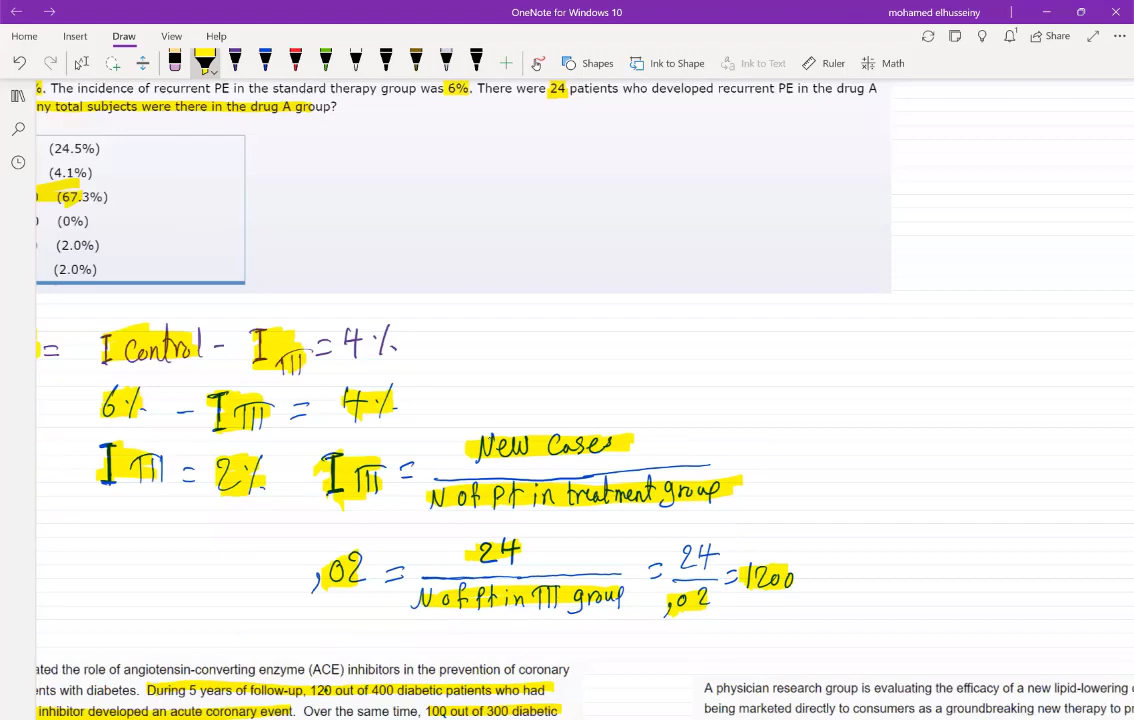 OneNote for Windows 10
mohamed elhusseiny
Home Insert Draw View Help
Share
Shapes Ink to Shape Ink to Text Ruler Math
%. The incidence of recurrent PE in the standard therapy group was 6%. There were 24 patients who developed recurrent PE in the drug A
ny total subjects were there in the drug A group?
(24.5%)
(4.1%)
(67.3%)
(0%)
(2.0%)
(2.0%)
= I Control - I TTT = 4 %
6% - I TTT = 4 %
New Cases
I TTT = 2% I TTT =
N of Pt in treatment group
24 24
,02 = = = 1200
N of Pt in TTT group ,02
ated the role of angiotensin-converting enzyme (ACE) inhibitors in the prevention of coronary
ents with diabetes. During 5 years of follow-up, 120 out of 400 diabetic patients who had
inhibitor developed an acute coronary event. Over the same time, 100 out of 300 diabetic
A physician research group is evaluating the efficacy of a new lipid-lowering
being marketed directly to consumers as a groundbreaking new therapy to pr